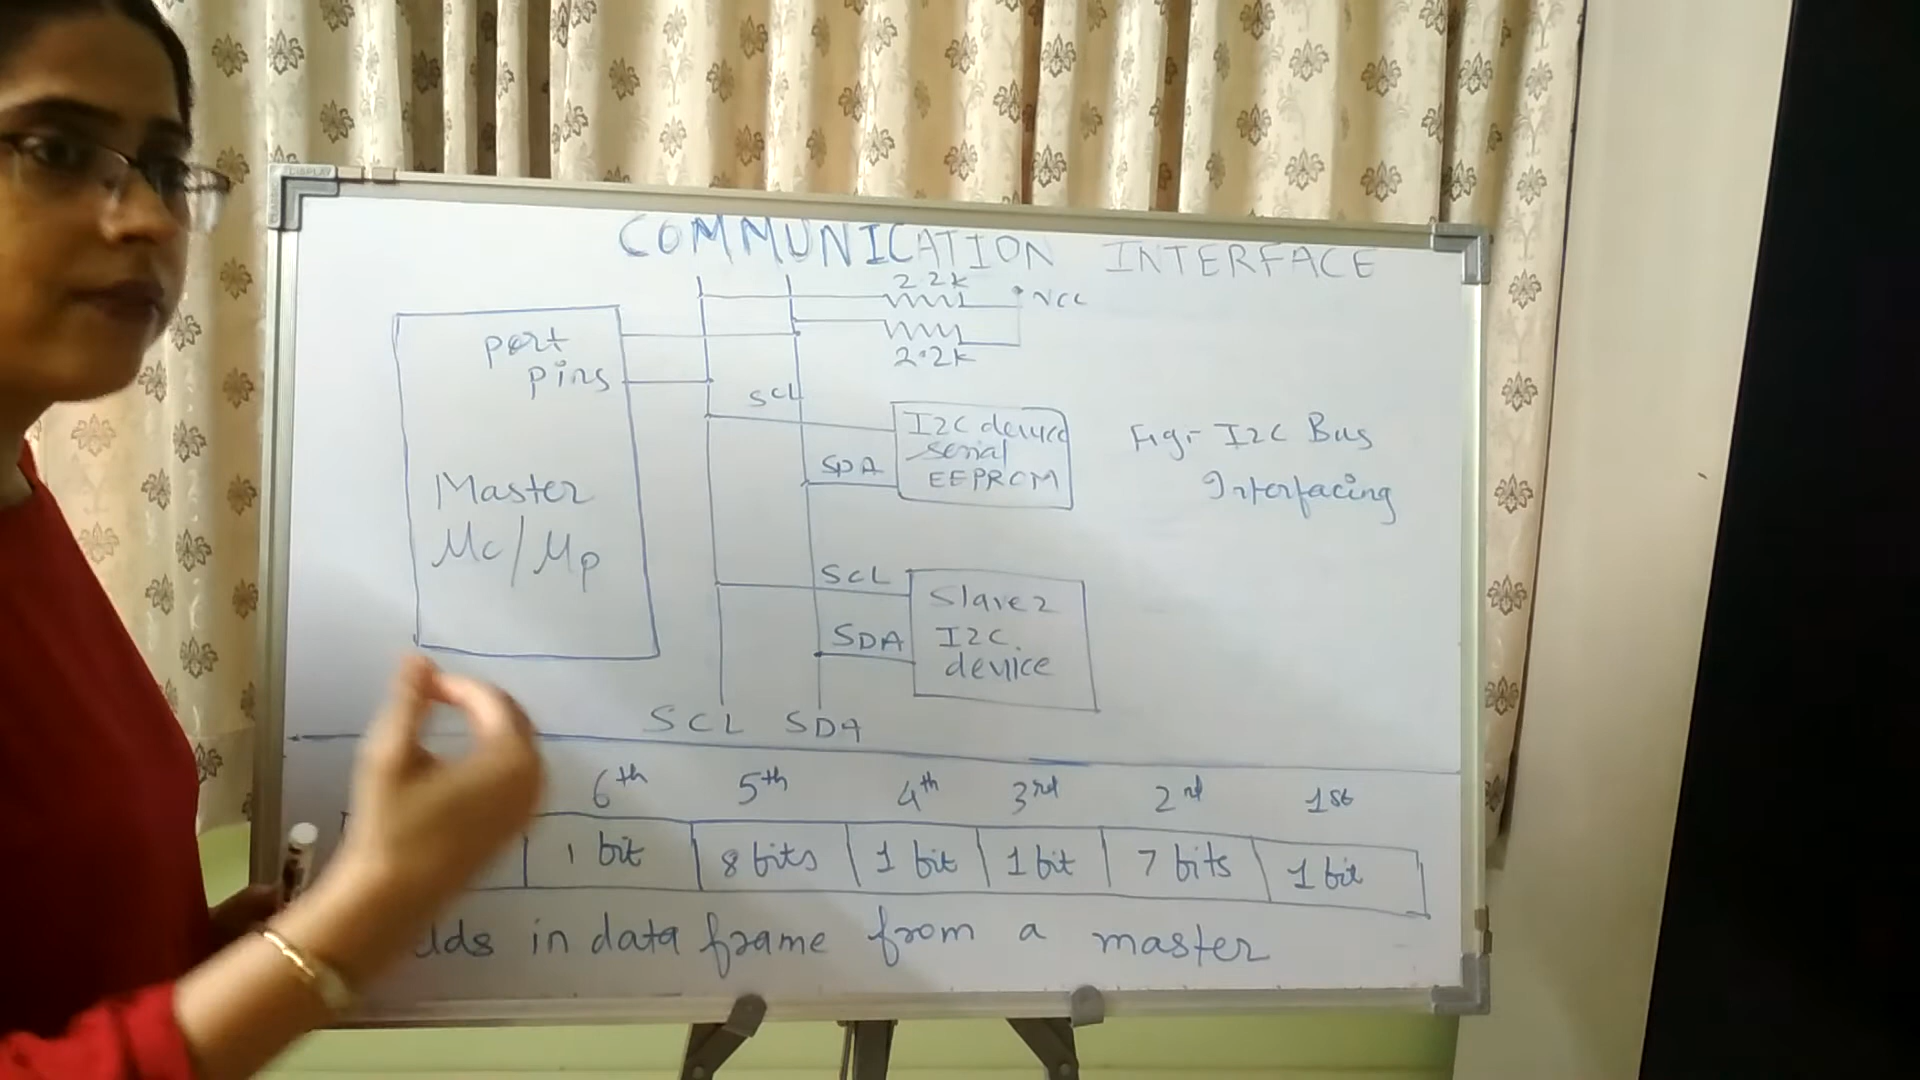 COMMUNICATION INTERFACE
2.2K
VCC
2.2K
port
pins
SCL
I2C device
serial
EEPROM
SDA
Fig:- I2C Bus
Interfacing
Master
Mc/Mp
SCL
Slave 2
I2C
device
SDA
SCL SDA
6th 5th 4th 3rd 2nd 1st
1 bit 8 bits 1 bit 1 bit 7 bits 1 bit
in data frame from a master